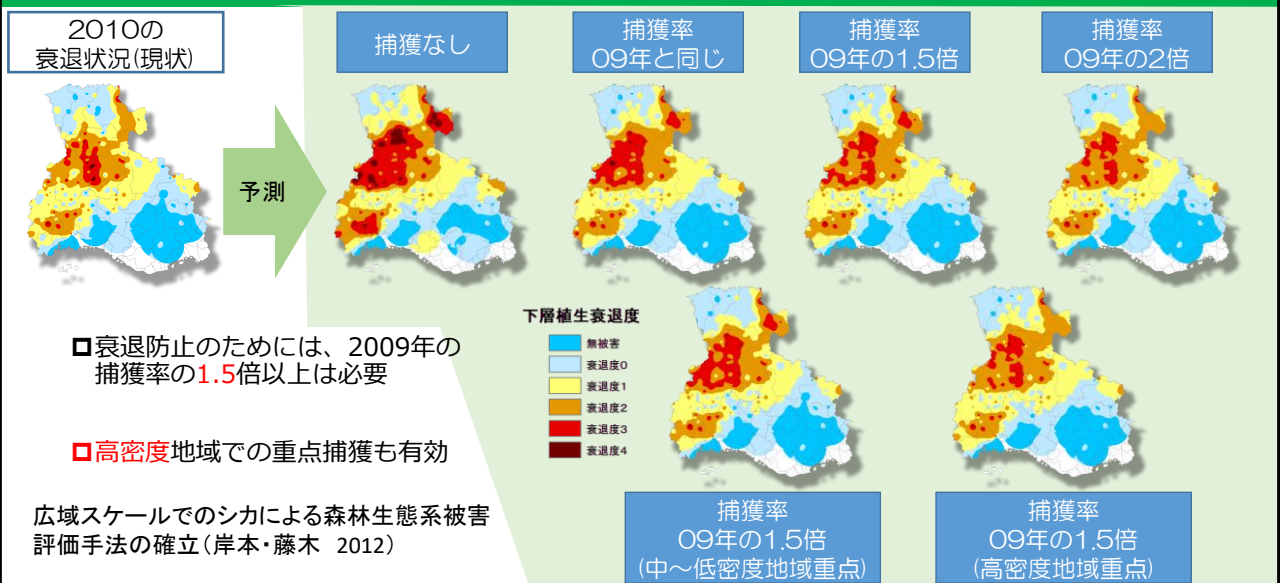 2010の
衰退状況(現状)
捕獲なし
捕獲率
09年と同じ
捕獲率
09年の1.5倍
捕獲率
09年の2倍
予測
下層植生衰退度
無被害
衰退度0
衰退度1
衰退度2
衰退度3
衰退度4
衰退防止のためには、2009年の
捕獲率の1.5倍以上は必要
高密度地域での重点捕獲も有効
広域スケールでのシカによる森林生態系被害
評価手法の確立(岸本・藤木 2012)
捕獲率
09年の1.5倍
(中～低密度地域重点)
捕獲率
09年の1.5倍
(高密度地域重点)